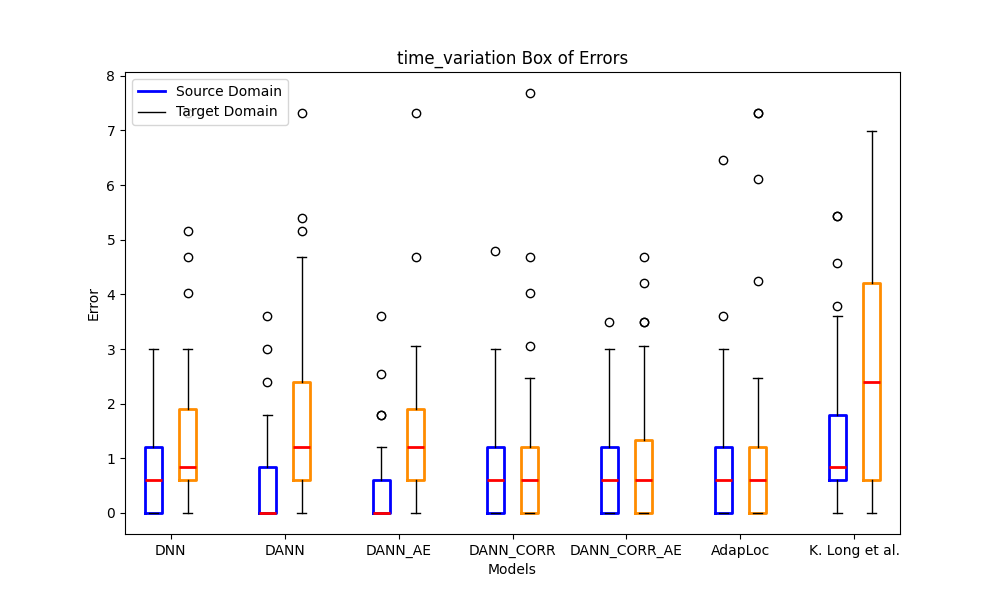 time_variation Box of Errors
Source Domain
Target Domain
8
7
6
5
4
3
2
1
0
Error
DNN
DANN
DANN_AE
DANN_CORR
DANN_CORR_AE
AdapLoc
K. Long et al.
Models